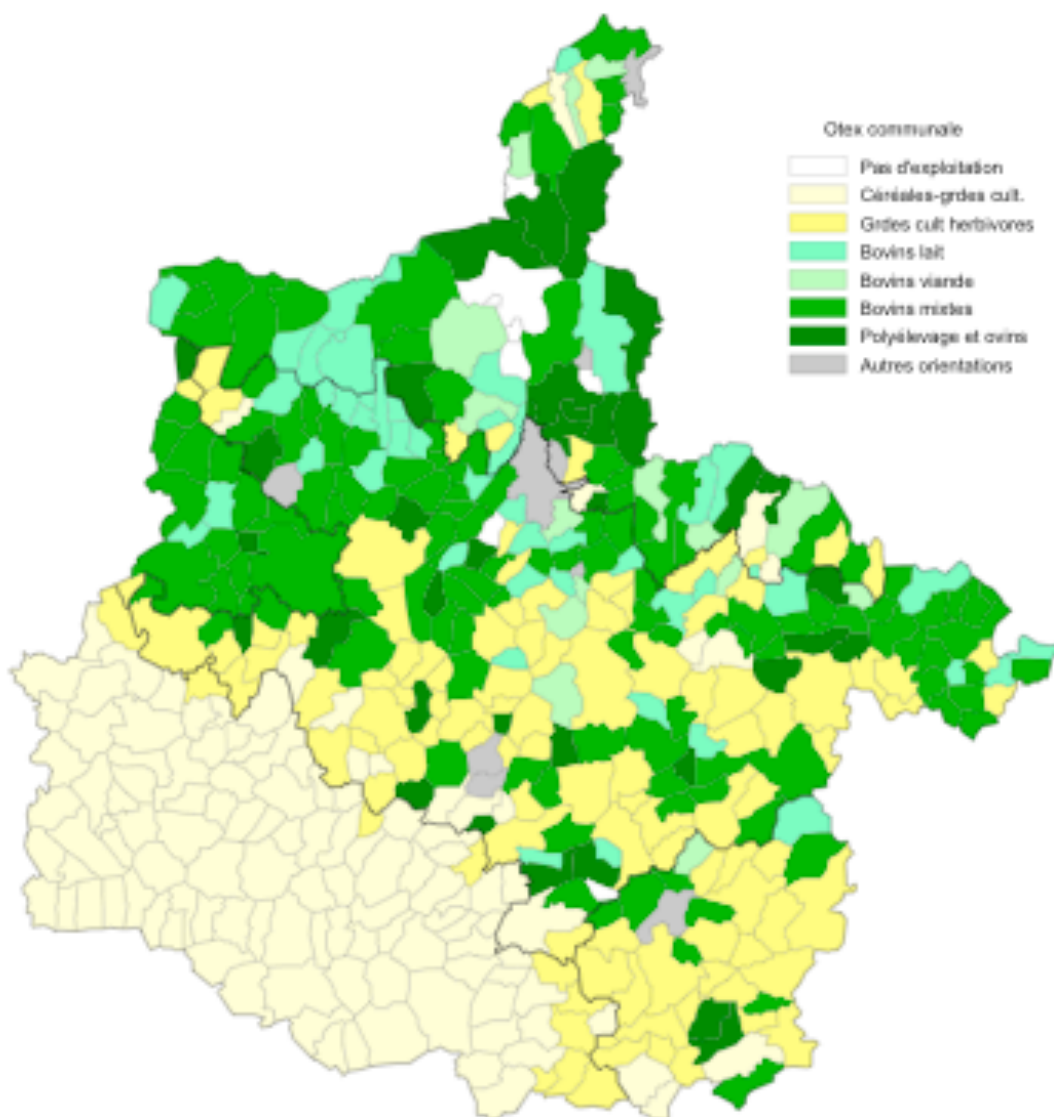 Otex communale
Pas d'exploitation
Céréales-grdes cult.
Grdes cult herbivores
Bovins lait
Bovins viande
Bovins mixtes
Polyélevage et ovins
Autres orientations